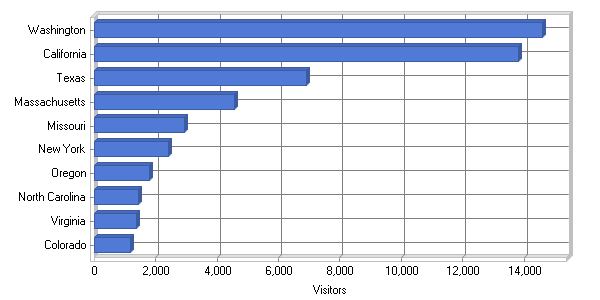 Washington
California
Texas
Massachusetts
Missouri
New York
Oregon
North Carolina
Virginia
Colorado
0 2,000 4,000 6,000 8,000 10,000 12,000 14,000
Visitors